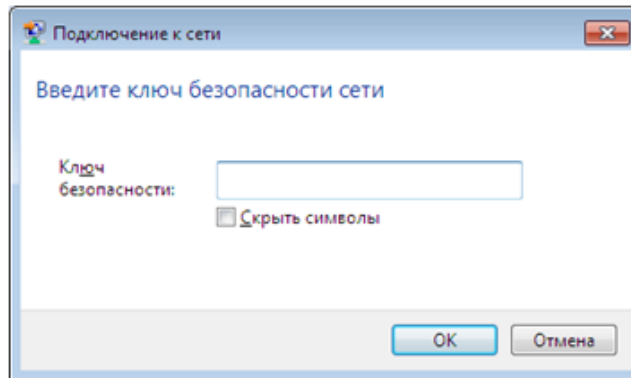 Подключение к сети
Введите ключ безопасности сети
Ключ
безопасности:
Скрыть символы
OK
Отмена